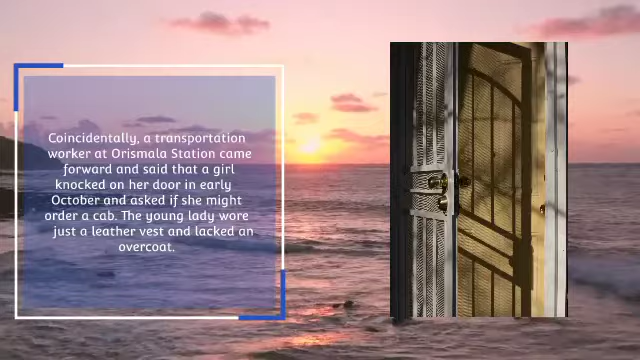 Coincidentally, a transportation
worker at Orismala Station came
forward and said that a girl
knocked on her door in early
October and asked if she might
order a cab. The young lady wore
just a leather vest and lacked an
overcoat.